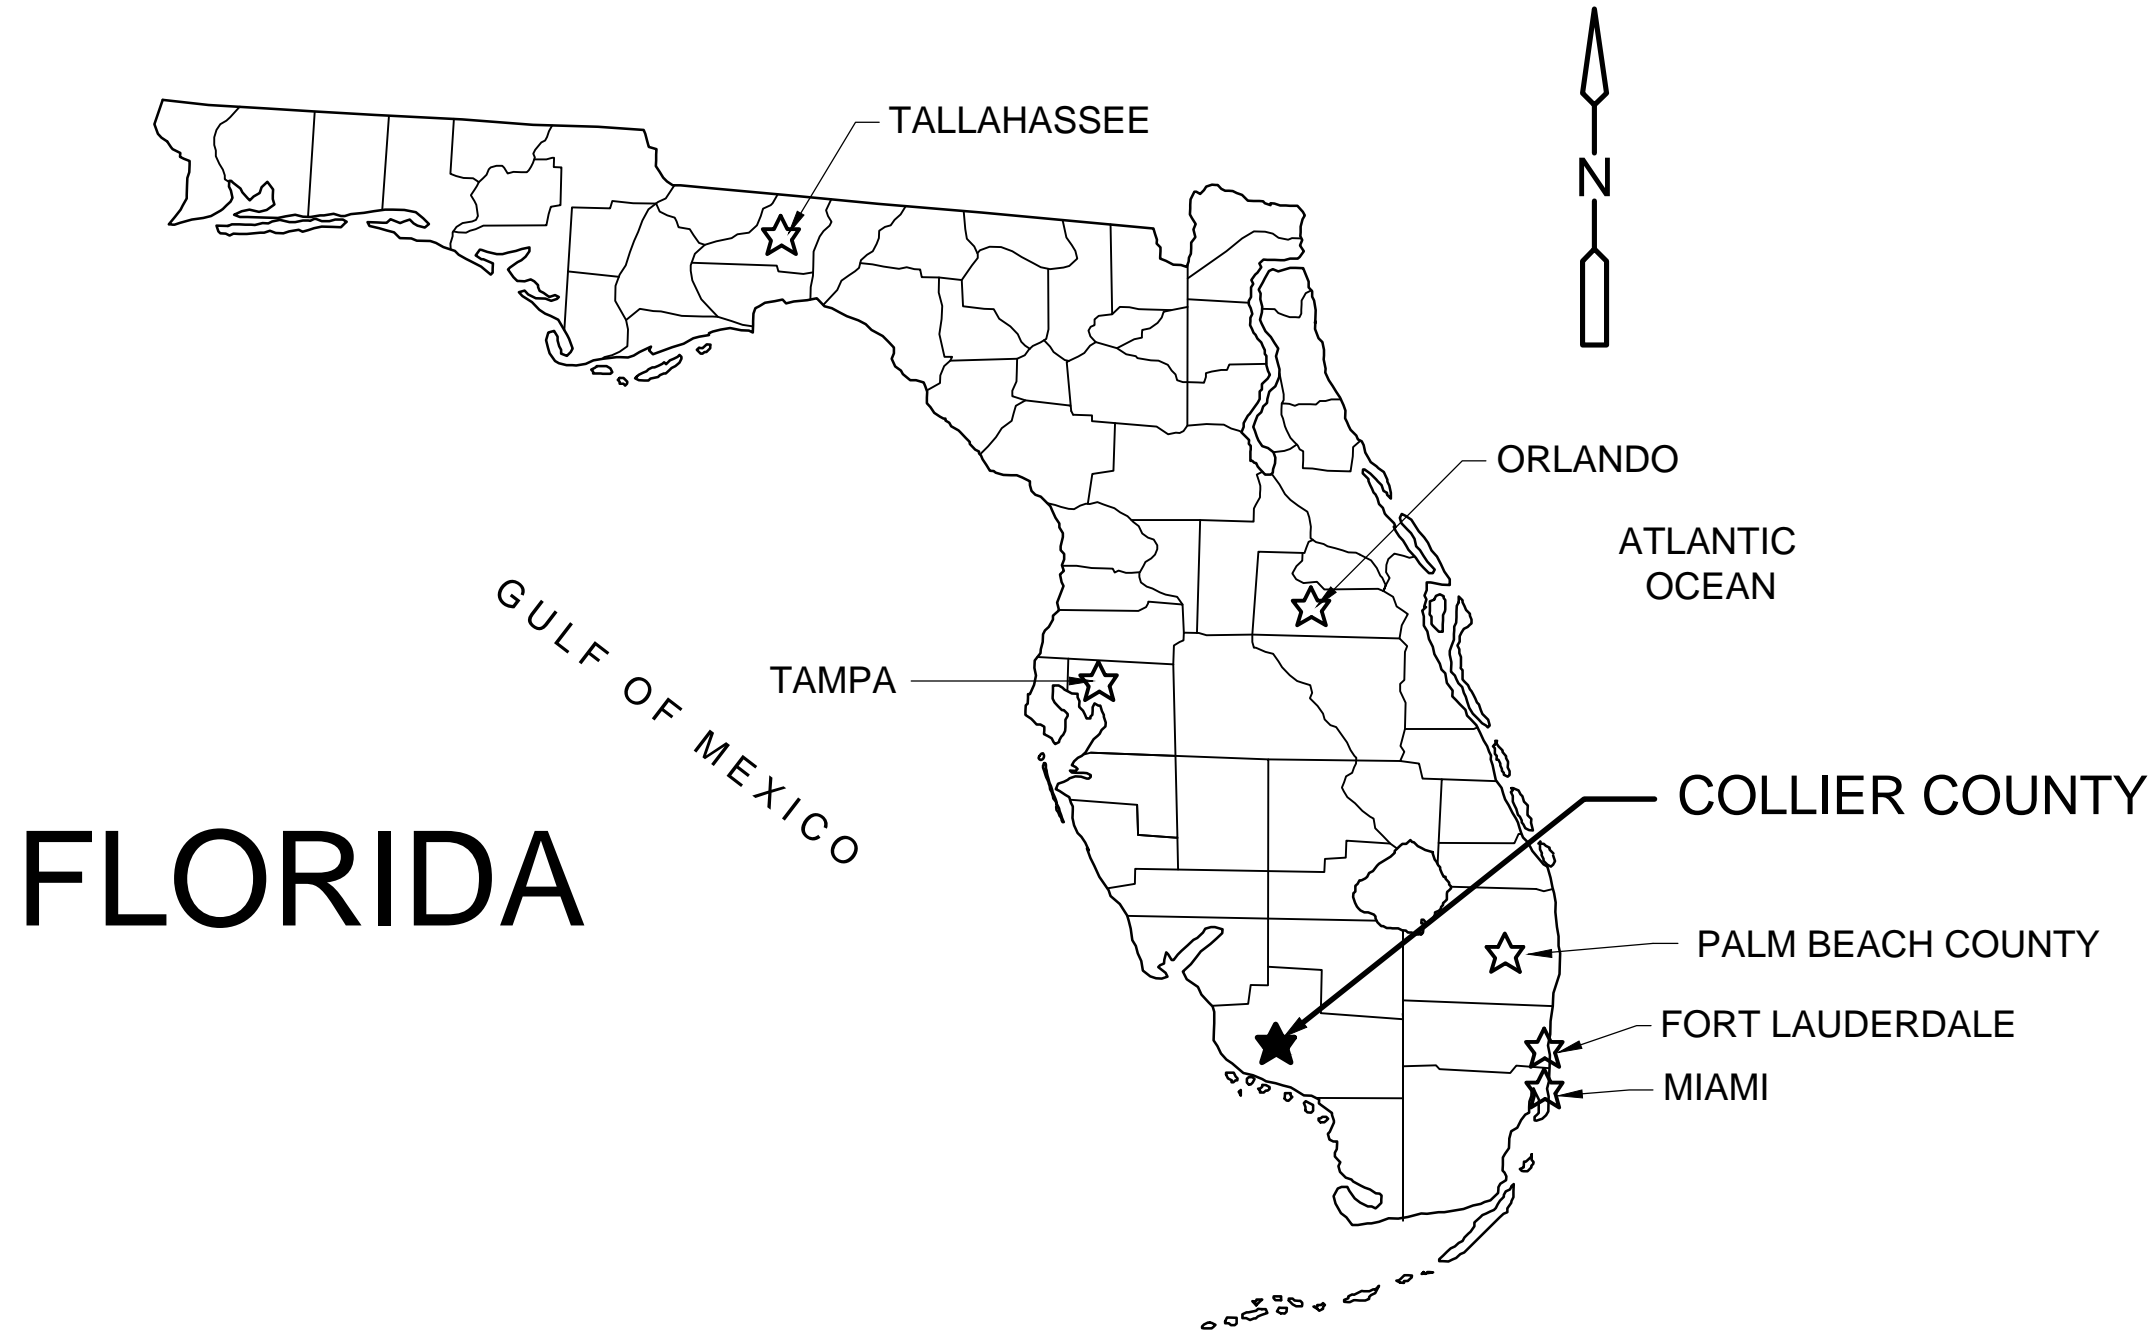 TALLAHASSEE
N
ORLANDO
ATLANTIC
OCEAN
GULF OF MEXICO
TAMPA
COLLIER COUNTY
FLORIDA
PALM BEACH COUNTY
FORT LAUDERDALE
MIAMI